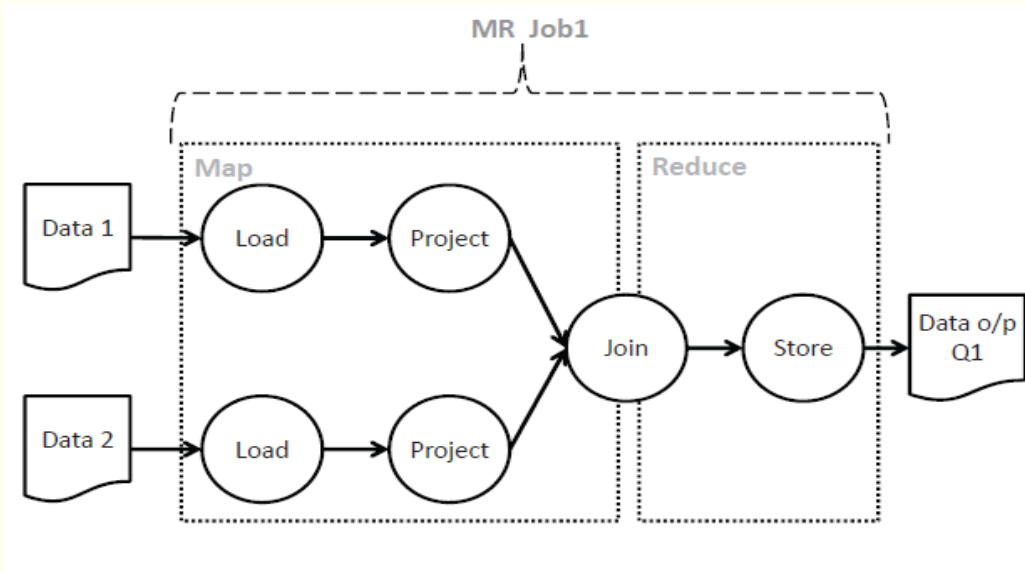 MR Job1
Map
Reduce
Data 1
Load
Project
Join
Store
Data o/p
Q1
Data 2
Load
Project